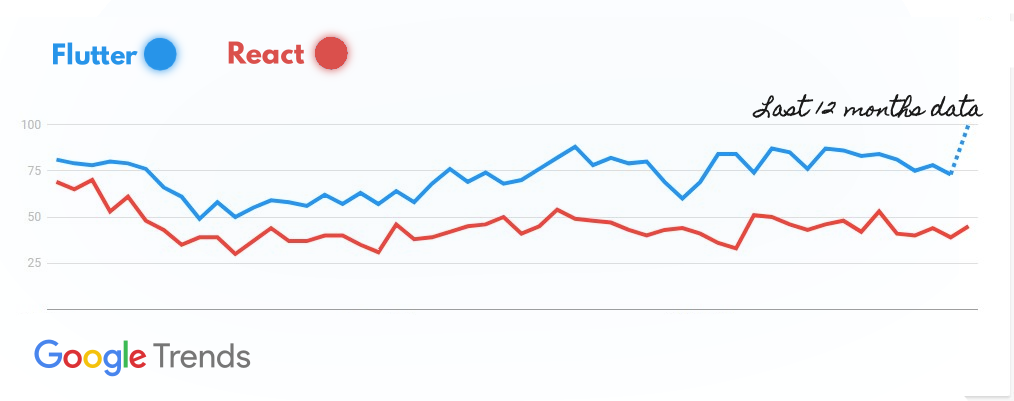 Flutter React
Last 12 months data
100
75
50
25
Google Trends